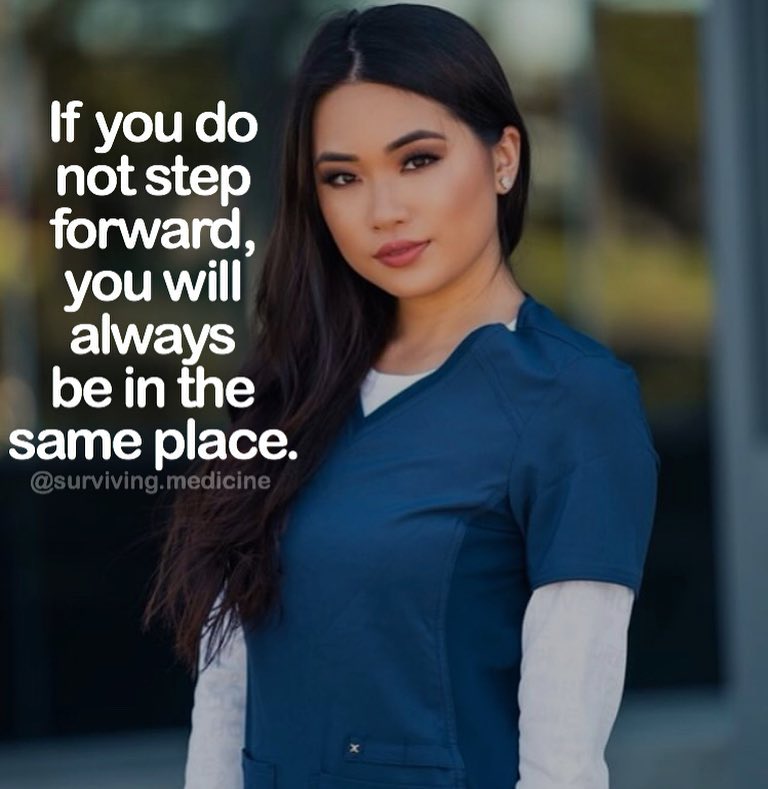 If you do
not step
forward,
you will
always
be in the
same place.
@surviving.medicine